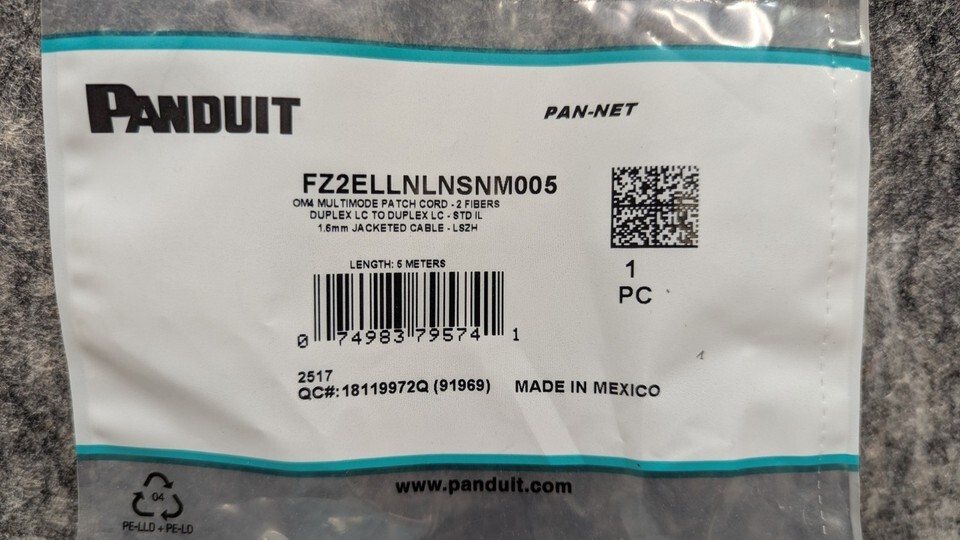 PANDUIT
PAN-NET
FZ2ELLNLNSNM005
OM4 MULTIMODE PATCH CORD - 2 FIBERS
DUPLEX LC TO DUPLEX LC - STD IL
1.6mm JACKETED CABLE - LSZH
LENGTH: 5 METERS
0 74983 79574 1
1
PC
2517
QC#: 18119972Q (91969) MADE IN MEXICO
www.panduit.com
04
PE-LLD + PE-LD